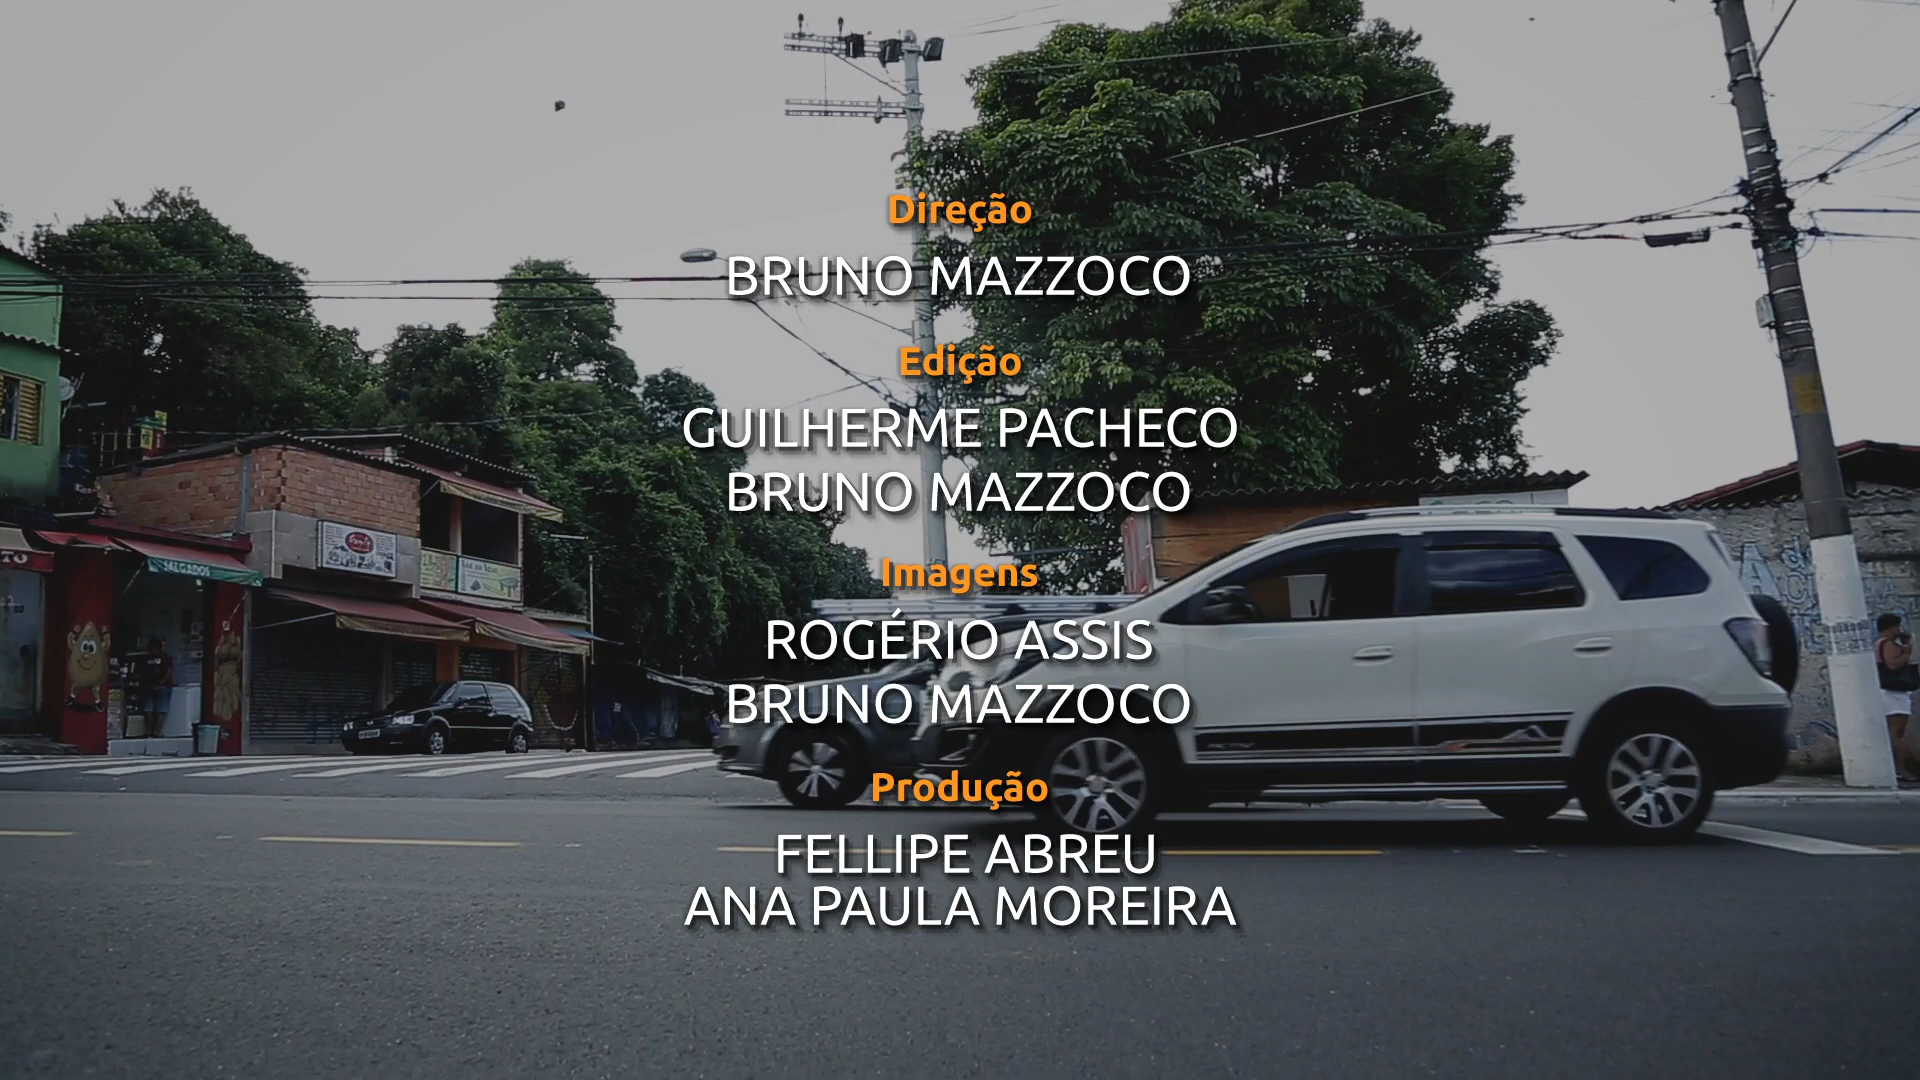 Direção
BRUNO MAZZOCO
Edição
GUILHERME PACHECO
BRUNO MAZZOCO
Imagens
ROGÉRIO ASSIS
BRUNO MAZZOCO
Produção
FELLIPE ABREU
ANA PAULA MOREIRA
SALGADOS